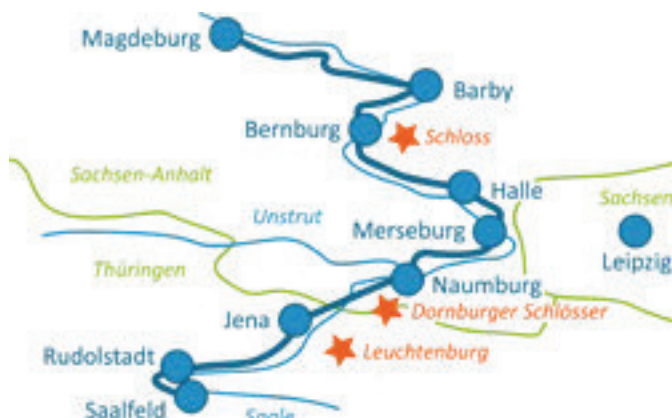 Magdeburg
Barby
Bernburg
Schloss
Sachsen-Anhalt
Halle
Sachsen
Unstrut
Merseburg
Leipzig
Thüringen
Naumburg
Dornburger Schlösser
Jena
Leuchtenburg
Rudolstadt
Saalfeld
Saale